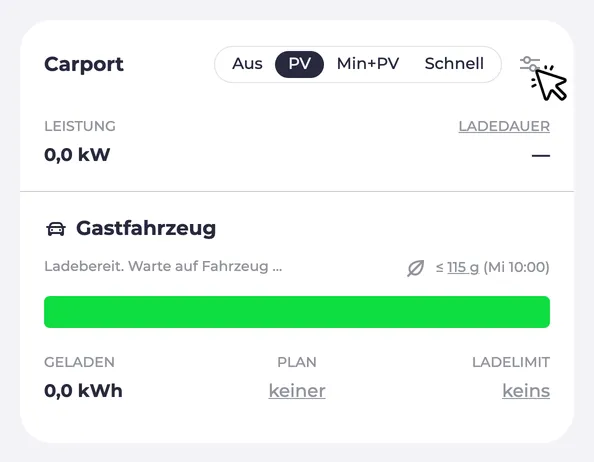 Carport Aus PV Min+PV Schnell
LEISTUNG LADEDAUER
0,0 kW —
Gastfahrzeug
Ladebereit. Warte auf Fahrzeug ... ≤ 115 g (Mi 10:00)
GELADEN PLAN LADELIMIT
0,0 kWh keiner keins